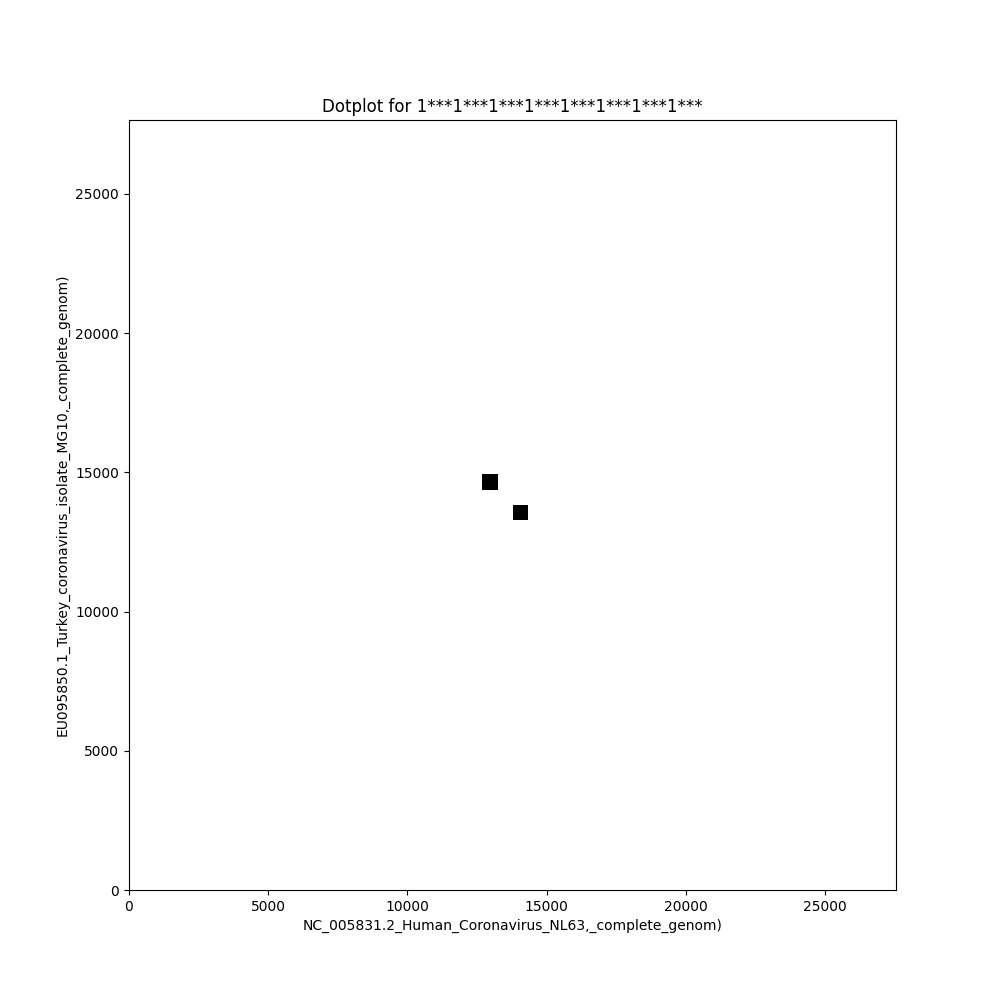 Dotplot for 1***1***1***1***1***1***1***1***
25000
20000
15000
10000
5000
0
EU095850.1_Turkey_coronavirus_isolate_MG10,_complete_genom)
0 5000 10000 15000 20000 25000
NC_005831.2_Human_Coronavirus_NL63,_complete_genom)